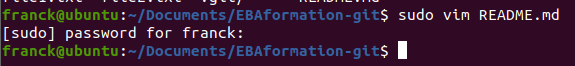 franck@ubuntu:~/Documents/EBAformation-git$ sudo vim README.md
[sudo] password for franck:
franck@ubuntu:~/Documents/EBAformation-git$